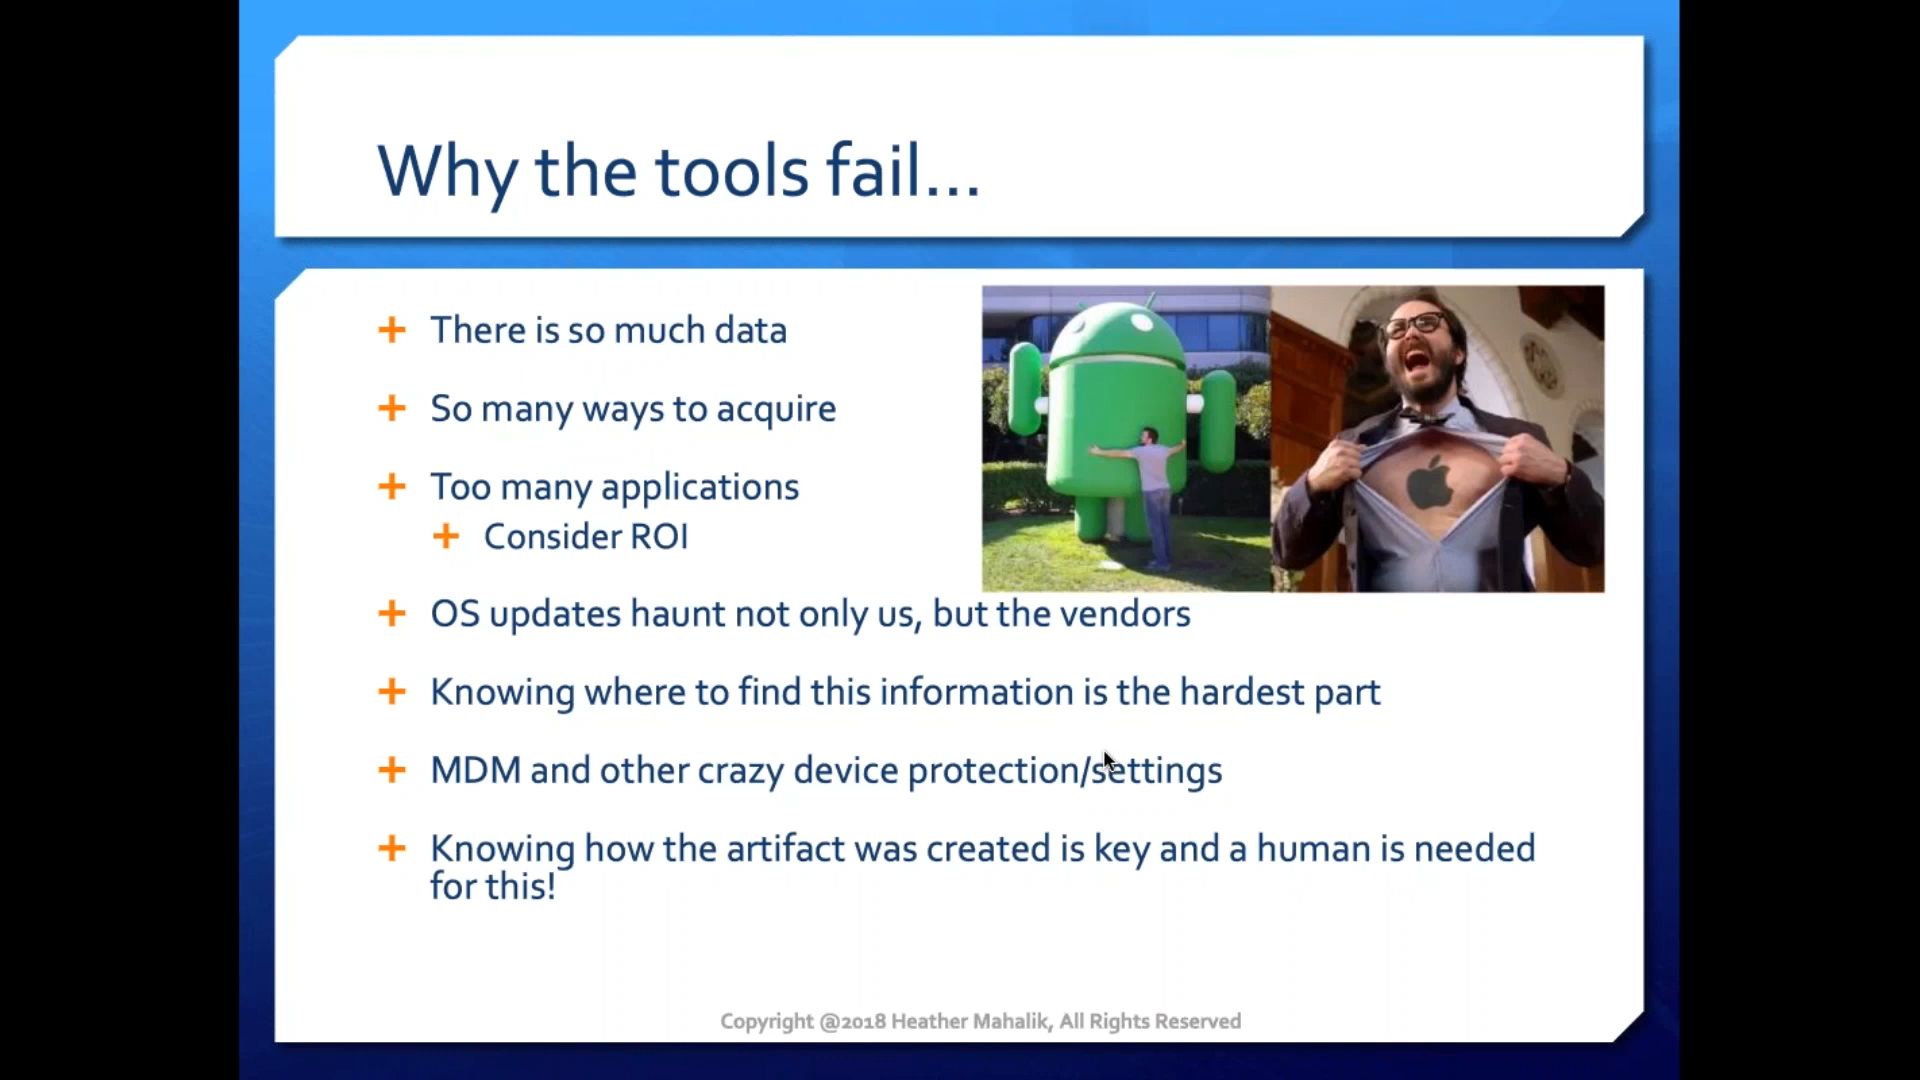 Why the tools fail...
There is so much data
So many ways to acquire
Too many applications
Consider ROI
OS updates haunt not only us, but the vendors
Knowing where to find this information is the hardest part
MDM and other crazy device protection/settings
Knowing how the artifact was created is key and a human is needed
for this!
Copyright @2018 Heather Mahalik, All Rights Reserved